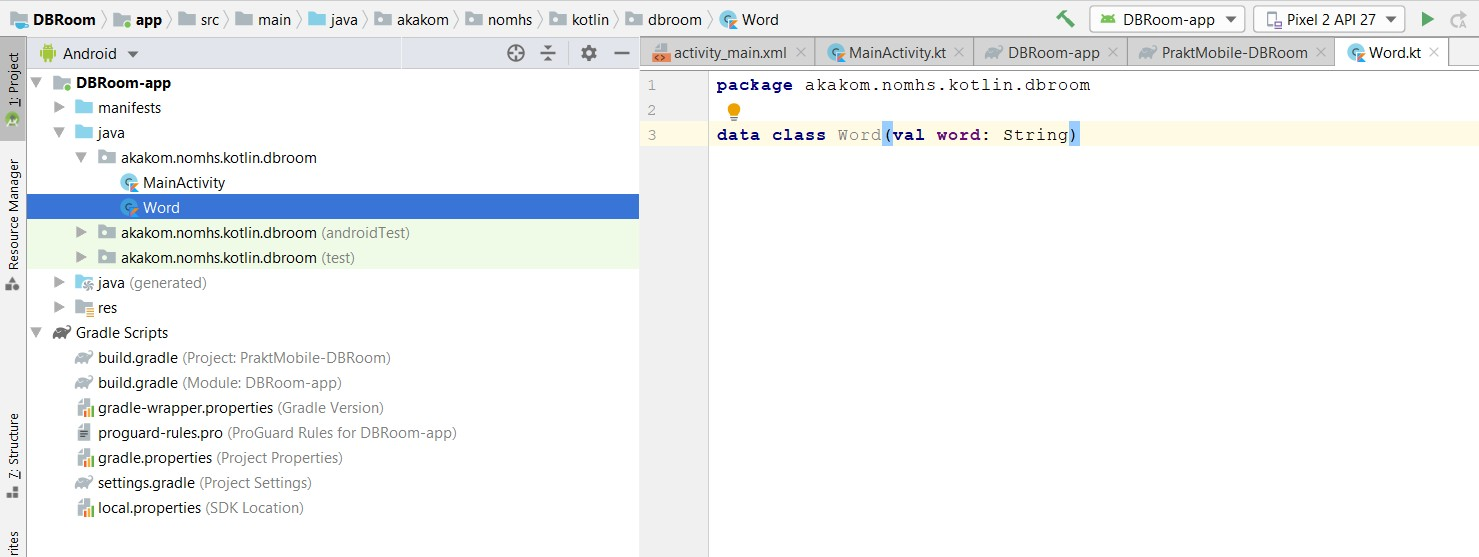 DBRoom app src main java akakom nomhs kotlin dbroom Word DBRoom-app Pixel 2 API 27
1: Project
Resource Manager
7: Structure
rites
Android
DBRoom-app
manifests
java
akakom.nomhs.kotlin.dbroom
MainActivity
Word
akakom.nomhs.kotlin.dbroom (androidTest)
akakom.nomhs.kotlin.dbroom (test)
java (generated)
res
Gradle Scripts
build.gradle (Project: PraktMobile-DBRoom)
build.gradle (Module: DBRoom-app)
gradle-wrapper.properties (Gradle Version)
proguard-rules.pro (ProGuard Rules for DBRoom-app)
gradle.properties (Project Properties)
settings.gradle (Project Settings)
local.properties (SDK Location)
activity_main.xml MainActivity.kt DBRoom-app PraktMobile-DBRoom Word.kt
1 package akakom.nomhs.kotlin.dbroom
2
3 data class Word(val word: String)